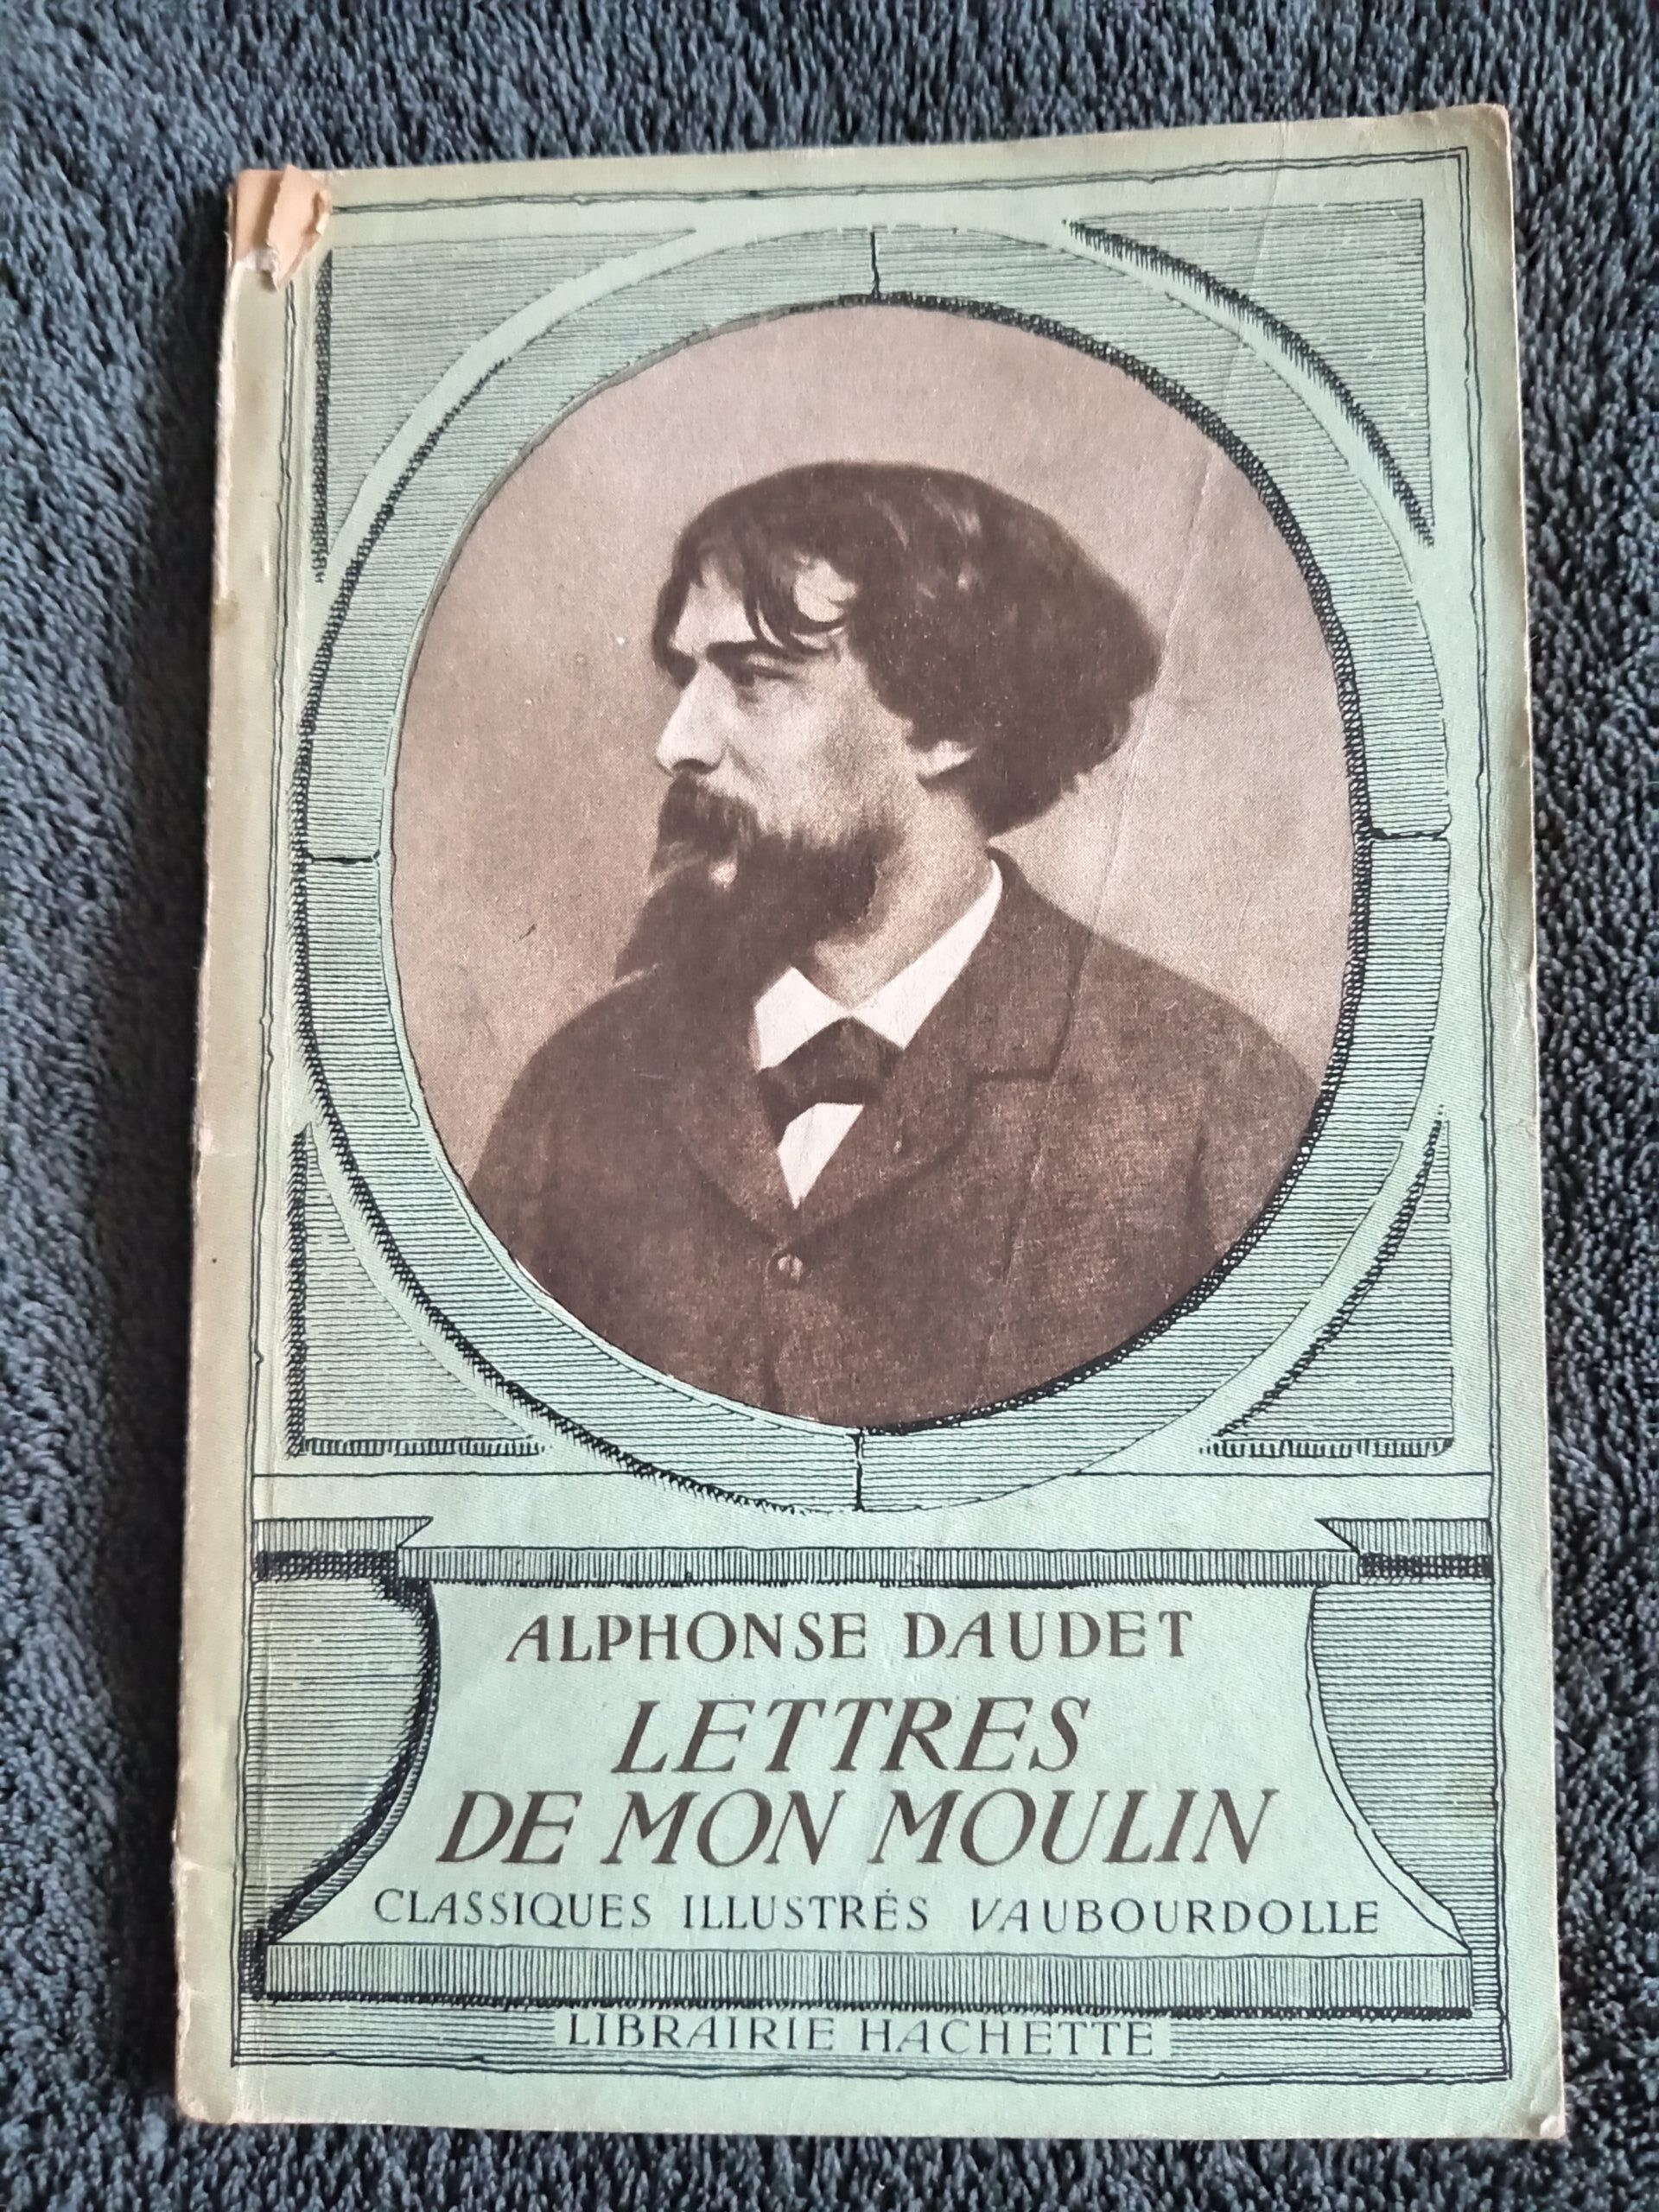 ALPHONSE DAUDET
LETTRES
DE MON MOULIN
CLASSIQUES ILLUSTRÉS VAUBOURDOLLE
LIBRAIRIE HACHETTE